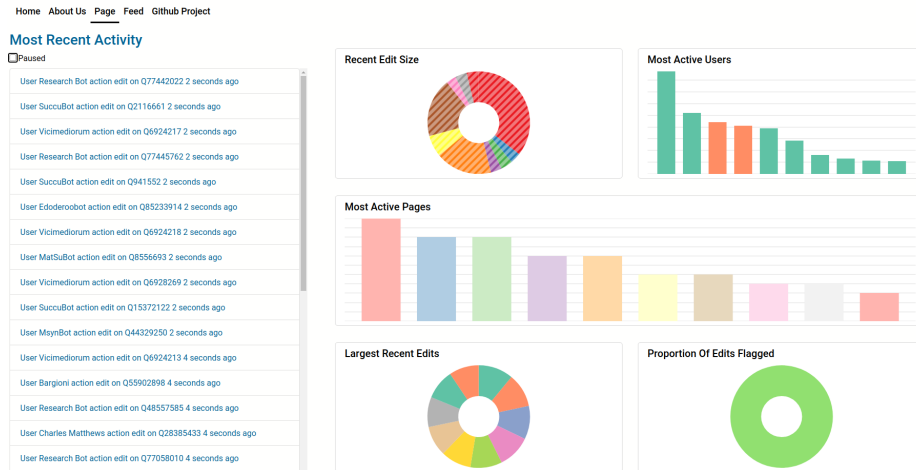 Home About Us Page Feed Github Project
Most Recent Activity
Paused
User Research Bot action edit on Q77442022 2 seconds ago
User SuccuBot action edit on Q2116661 2 seconds ago
User Vicimediorum action edit on Q6924217 2 seconds ago
User Research Bot action edit on Q77445762 2 seconds ago
User SuccuBot action edit on Q941552 2 seconds ago
User Edoderoobot action edit on Q85233914 2 seconds ago
User Vicimediorum action edit on Q6924218 2 seconds ago
User MatSuBot action edit on Q8556693 2 seconds ago
User Vicimediorum action edit on Q6928269 2 seconds ago
User SuccuBot action edit on Q15372122 2 seconds ago
User MsynBot action edit on Q44329250 2 seconds ago
User Vicimediorum action edit on Q6924213 4 seconds ago
User Bargioni action edit on Q55902898 4 seconds ago
User Research Bot action edit on Q48557585 4 seconds ago
User Charles Matthews action edit on Q28385433 4 seconds ago
User Research Bot action edit on Q77058010 4 seconds ago
Recent Edit Size
Most Active Users
Most Active Pages
Largest Recent Edits
Proportion Of Edits Flagged